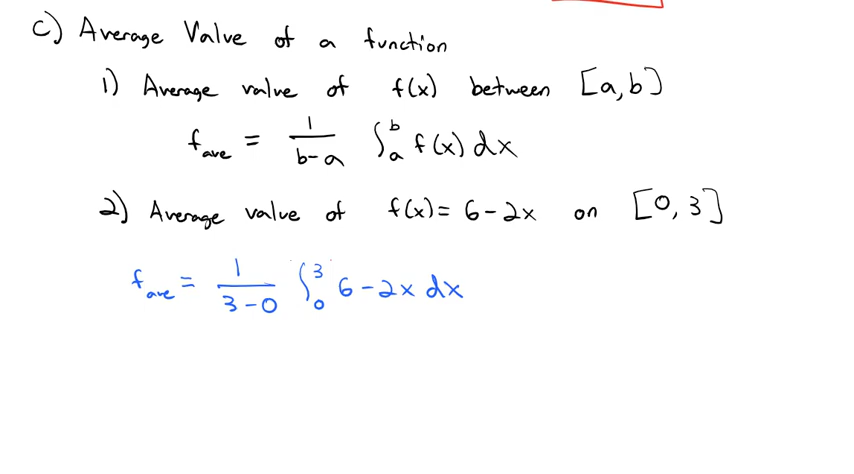 c) Average Value of a function
1) Average value of f(x) between [a, b]
f_ave = 1/(b-a) ∫_a^b f(x) dx
2) Average value of f(x) = 6 - 2x on [0, 3]
f_ave = 1/(3-0) ∫_0^3 6 - 2x dx